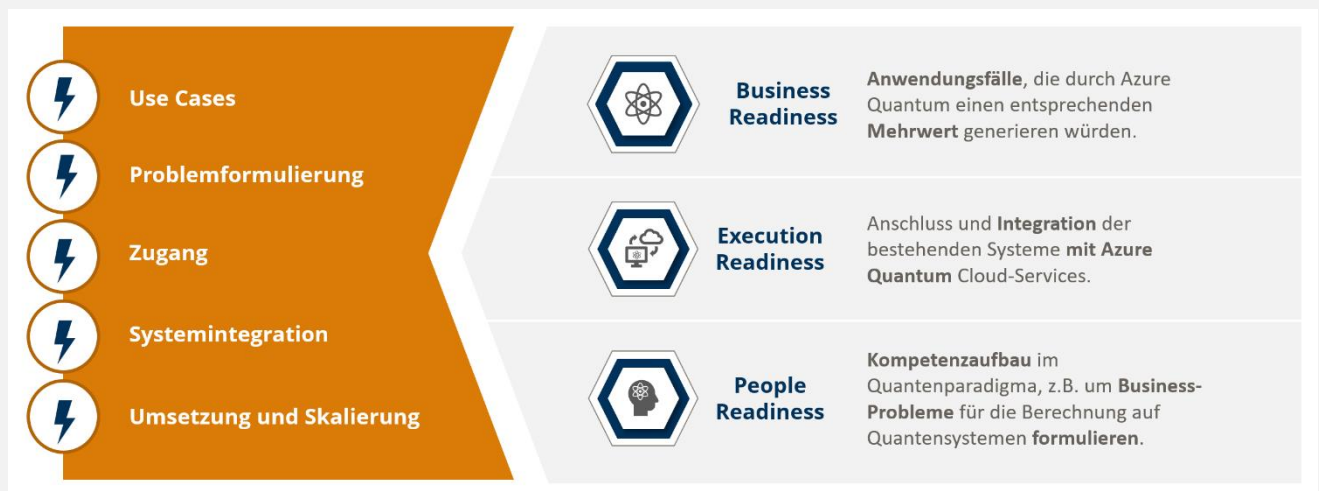 Use Cases
Problemformulierung
Zugang
Systemintegration
Umsetzung und Skalierung
Business
Readiness
Anwendungsfälle, die durch Azure
Quantum einen entsprechenden
Mehrwert generieren würden.
Execution
Readiness
Anschluss und Integration der
bestehenden Systeme mit Azure
Quantum Cloud-Services.
People
Readiness
Kompetenzaufbau im
Quantenparadigma, z.B. um Business-
Probleme für die Berechnung auf
Quantensystemen formulieren.